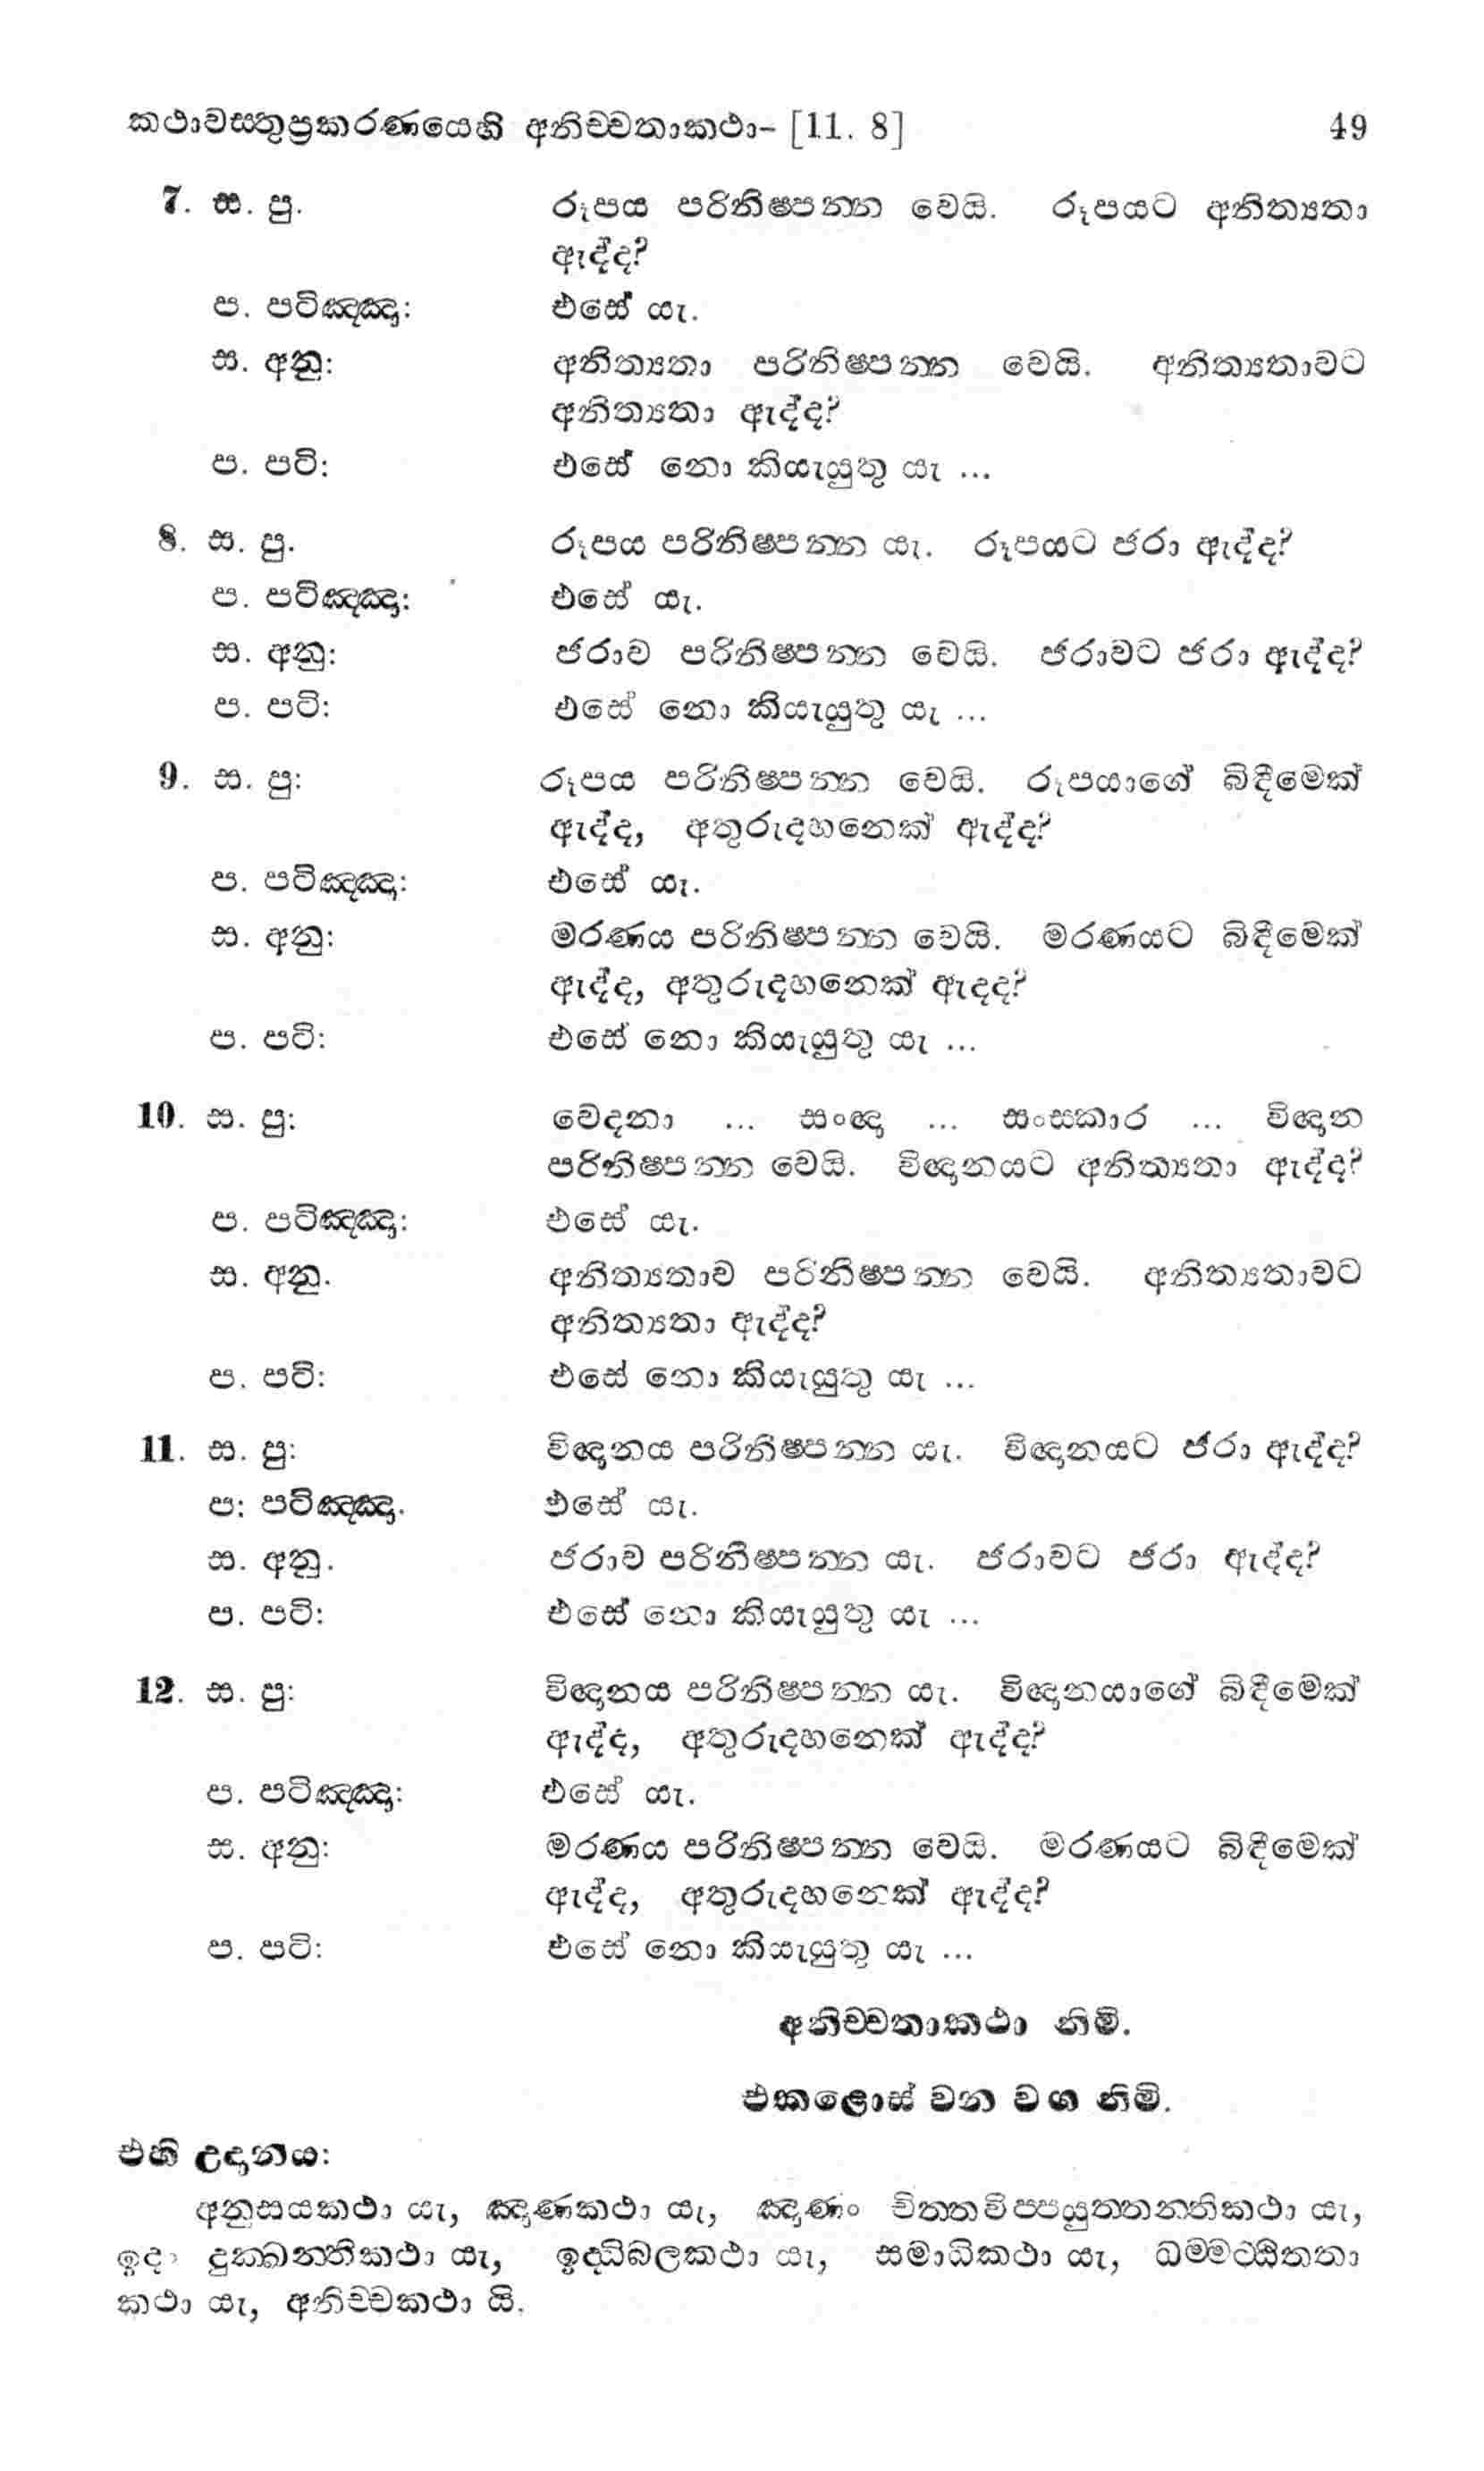 කථාවස්තුප්‍රකරණයෙහි අනිච්චතාකථා- [11. 8] 49
7. ස. පු. රූපය පරිනිෂ්පන්න වෙයි. රූපයට අනිත්‍යතා
ඇද්ද?
ප. පටිඤ්ඤා: එසේ යැ.
ස. අනු: අනිත්‍යතා පරිනිෂ්පන්න වෙයි. අනිත්‍යතාවට
අනිත්‍යතා ඇද්ද?
ප. පටි: එසේ නො කියැයුතු යැ ...
8. ස. පු. රූපය පරිනිෂ්පන්න යැ. රූපයට ජරා ඇද්ද?
ප. පටිඤ්ඤා: එසේ යැ.
ස. අනු: ජරාව පරිනිෂ්පන්න වෙයි. ජරාවට ජරා ඇද්ද?
ප. පටි: එසේ නො කියැයුතු යැ ...
9. ස. පු: රූපය පරිනිෂ්පන්න වෙයි. රූපයාගේ බිඳීමෙක්
ඇද්ද, අතුරුදහනෙක් ඇද්ද?
ප. පටිඤ්ඤා: එසේ යැ.
ස. අනු: මරණය පරිනිෂ්පන්න වෙයි. මරණයට බිඳීමෙක්
ඇද්ද, අතුරුදහනෙක් ඇදද?
ප. පටි: එසේ නො කියැයුතු යැ ...
10. ස. පු: වෙදනා ... සංඥා ... සංස්කාර ... විඥාන
පරිනිෂ්පන්න වෙයි. විඥානයට අනිත්‍යතා ඇද්ද?
ප. පටිඤ්ඤා: එසේ යැ.
ස. අනු. අනිත්‍යතාව පරිනිෂ්පන්න වෙයි. අනිත්‍යතාවට
අනිත්‍යතා ඇද්ද?
ප. පටි: එසේ නො කියැයුතු යැ ...
11. ස. පු: විඥානය පරිනිෂ්පන්න යැ. විඥානයට ජරා ඇද්ද?
ප: පටිඤ්ඤා. එසේ යැ.
ස. අනු. ජරාව පරිනිෂ්පන්න යැ. ජරාවට ජරා ඇද්ද?
ප. පටි: එසේ නො කියැයුතු යැ ...
12. ස. පු: විඥානය පරිනිෂ්පන්න යැ. විඥානයාගේ බිඳීමෙක්
ඇද්ද, අතුරුදහනෙක් ඇද්ද?
ප. පටිඤ්ඤා: එසේ යැ.
ස. අනු: මරණය පරිනිෂ්පන්න වෙයි. මරණයට බිඳීමෙක්
ඇද්ද, අතුරුදහනෙක් ඇද්ද?
ප. පටි: එසේ නො කියැයුතු යැ ...
අනිච්චතාකථා නිමි.
එකළොස් වන වග නිමි.
එහි උදානය:
අනුසයකථා යැ, ඤාණකථා යැ, ඤාණං චිත්තවිප්පයුත්තන්තිකථා යැ,
ඉදං දුක්ඛන්තිකථා යැ, ඉද්ධිබලකථා යැ, සමාධිකථා යැ, ධම්මට්ඨිතතා
කථා යැ, අනිච්චකථා යි.